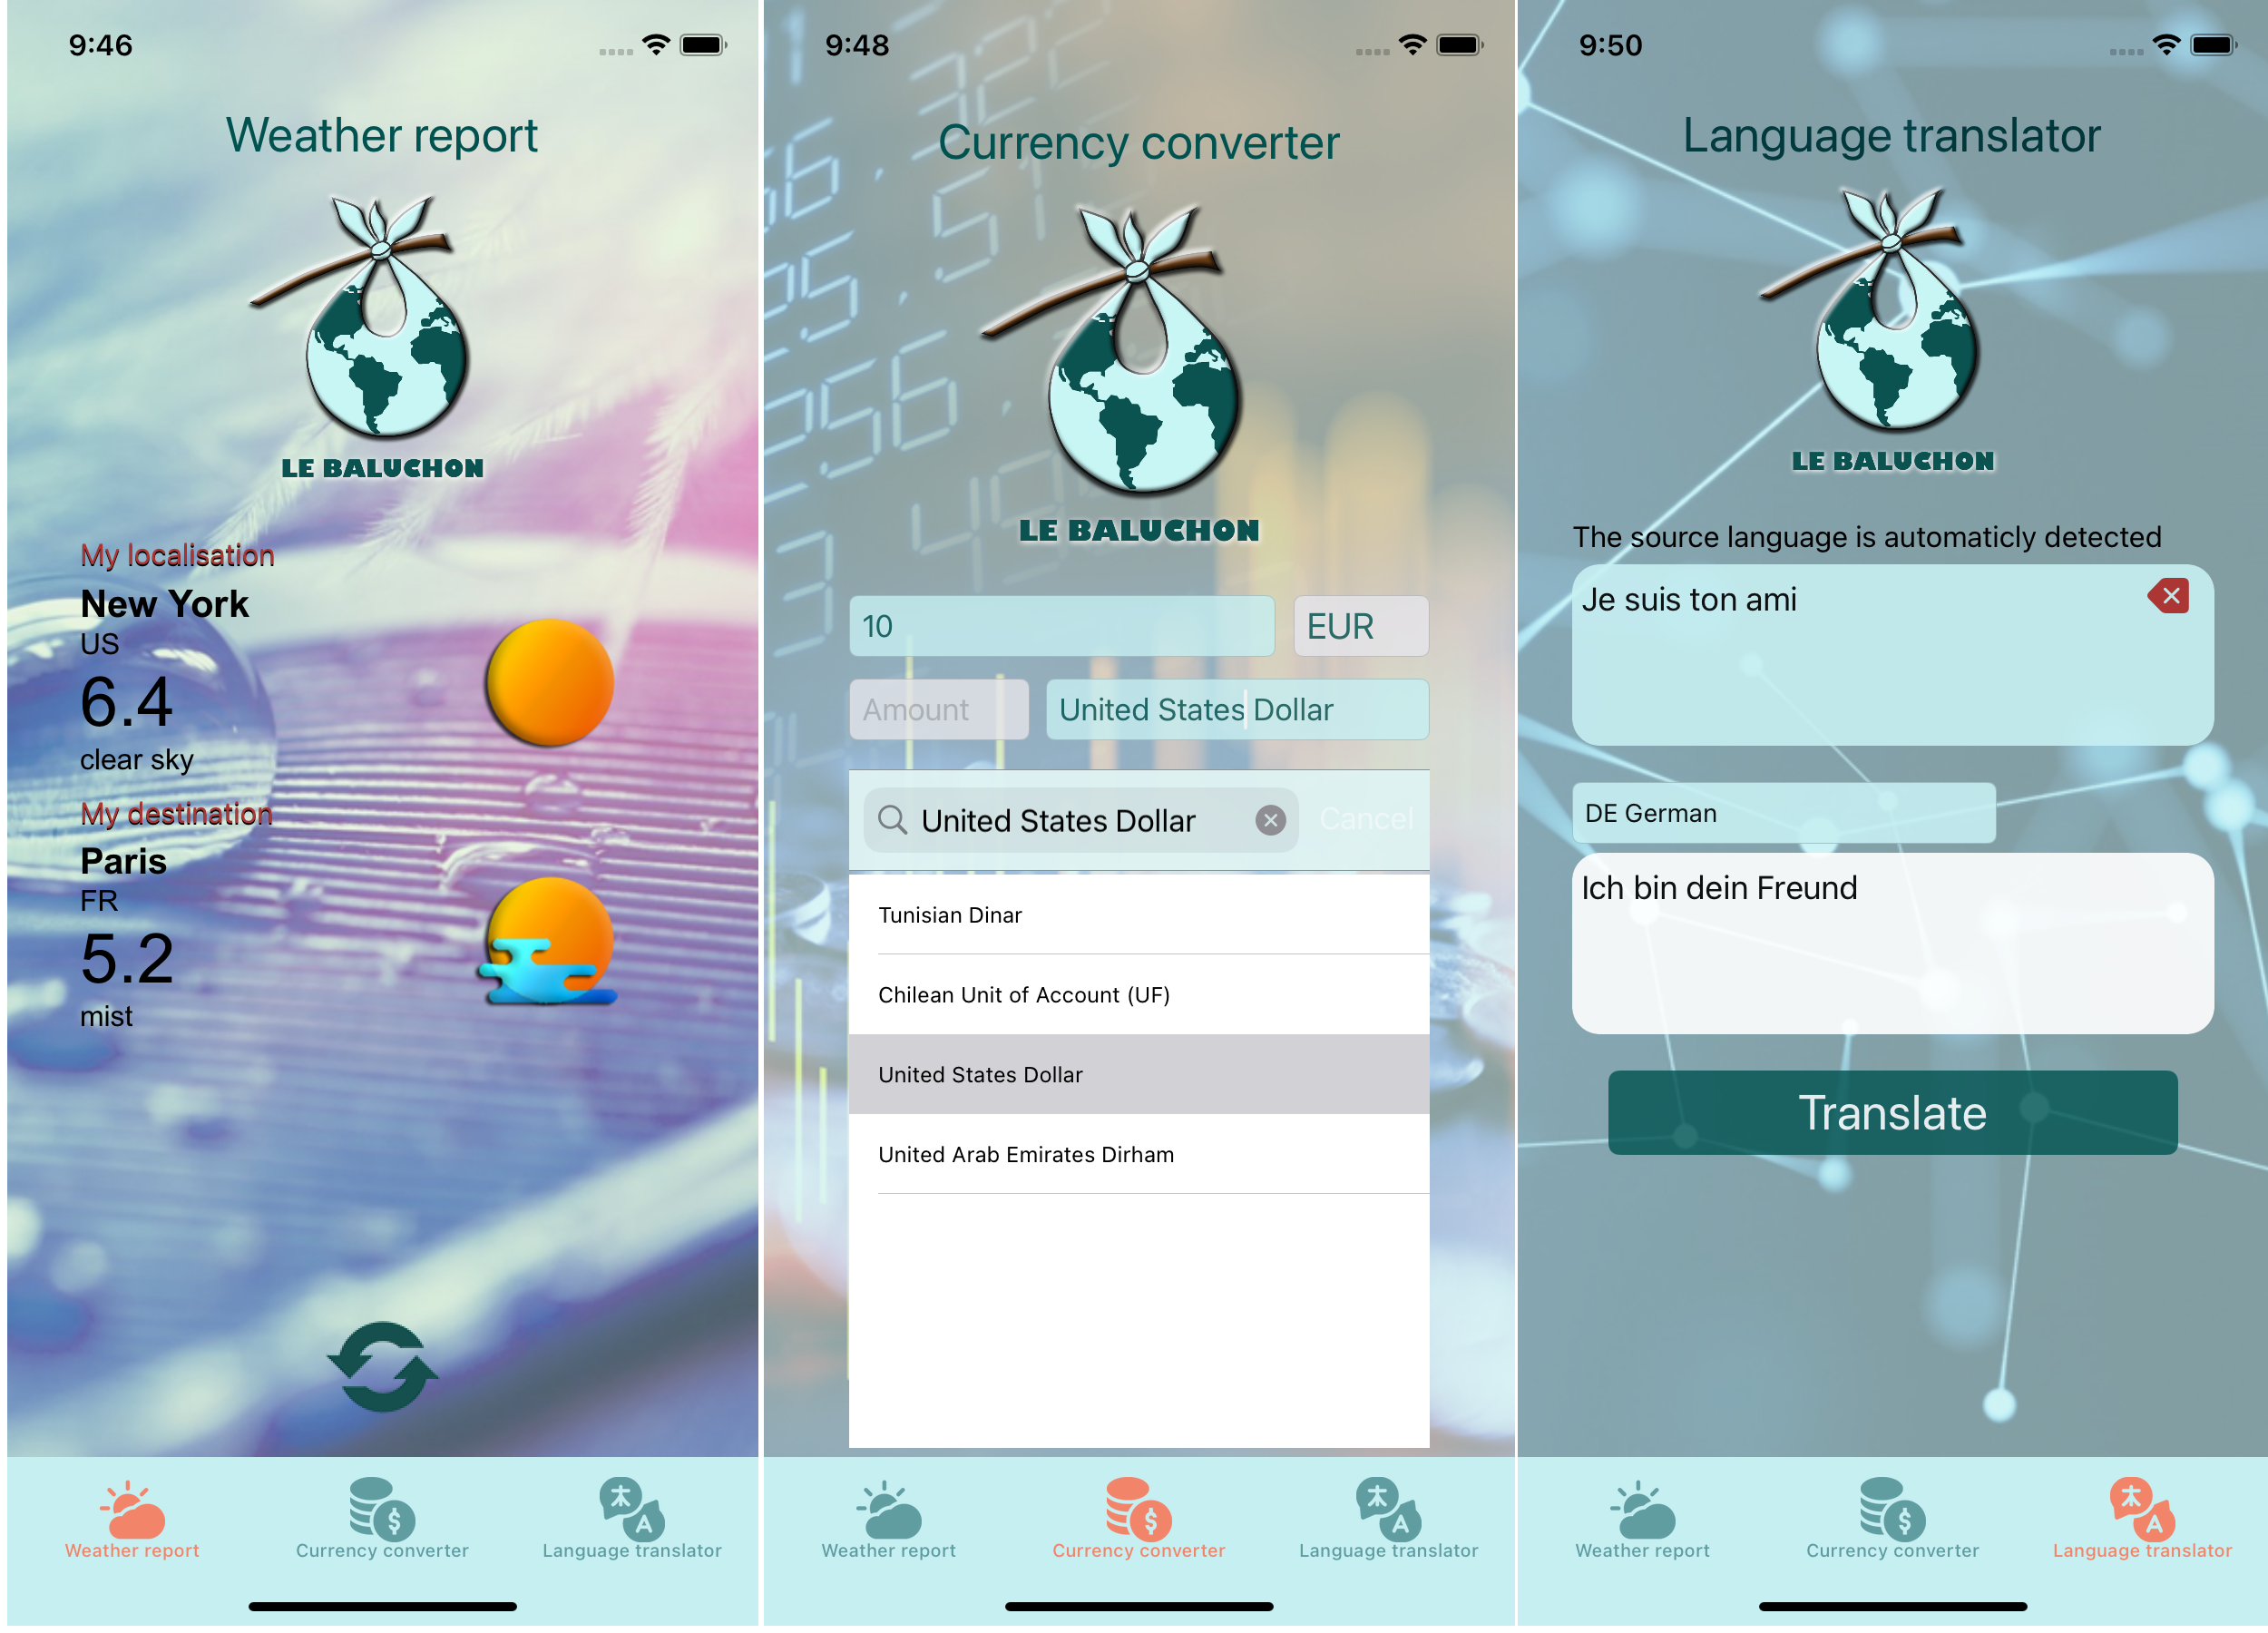 9:46
Weather report
LE BALUCHON
My localisation
New York
US
6.4
clear sky
My destination
Paris
FR
5.2
mist
Weather report
Currency converter
Language translator
9:48
Currency converter
LE BALUCHON
10
EUR
Amount
United States Dollar
United States Dollar
Cancel
Tunisian Dinar
Chilean Unit of Account (UF)
United States Dollar
United Arab Emirates Dirham
Weather report
Currency converter
Language translator
9:50
Language translator
LE BALUCHON
The source language is automaticly detected
Je suis ton ami
DE German
Ich bin dein Freund
Translate
Weather report
Currency converter
Language translator